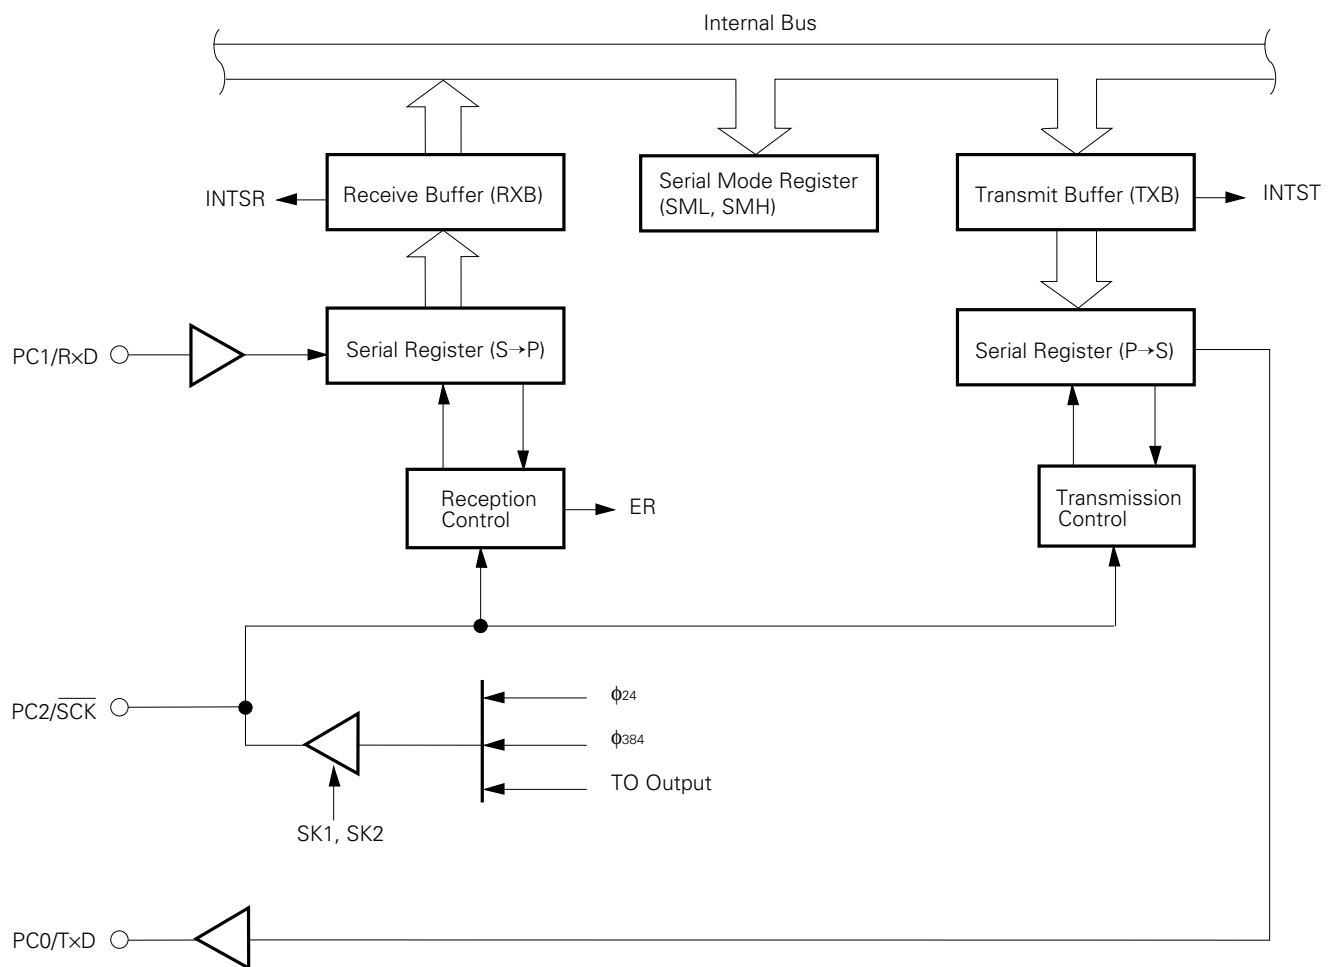 Internal Bus
INTSR
Receive Buffer (RXB)
Serial Mode Register
(SML, SMH)
Transmit Buffer (TXB)
INTST
PC1/R×D
Serial Register (S→P)
Serial Register (P→S)
Reception
Control
ER
Transmission
Control
PC2/S̅C̅K̅
ϕ24
ϕ384
TO Output
SK1, SK2
PC0/T×D